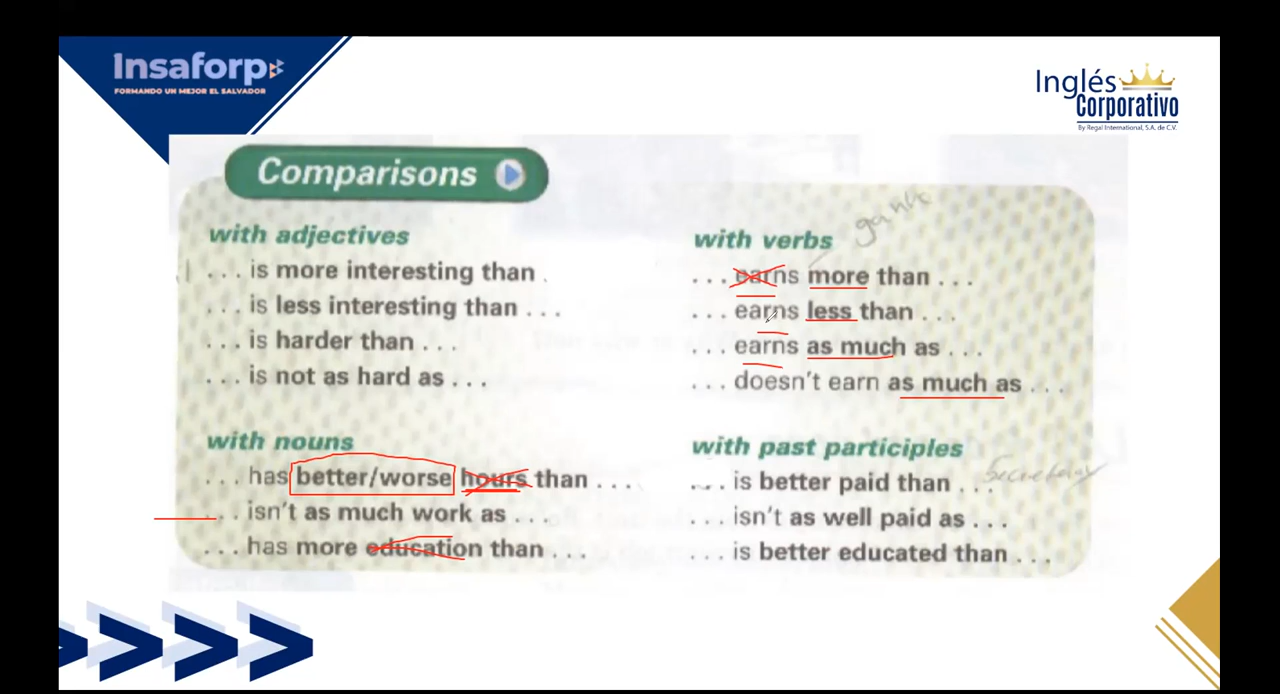 Insaforp
FORMANDO UN MEJOR EL SALVADOR
Inglés
Corporativo
By Regal International, S.A. de C.V.
Comparisons
with adjectives
. . . is more interesting than .
. . . is less interesting than . . .
. . . is harder than . . .
. . . is not as hard as . . .
with nouns
. . . has better/worse hours than . . . .
. . isn't as much work as . . .
. . . has more education than . . .
with verbs
. . . earns more than . . .
. . . earns less than . . .
. . . earns as much as . . .
. . . doesn't earn as much as . . .
with past participles
. . . is better paid than . . .
Secretary
. . . isn't as well paid as . . .
. . . is better educated than . . .